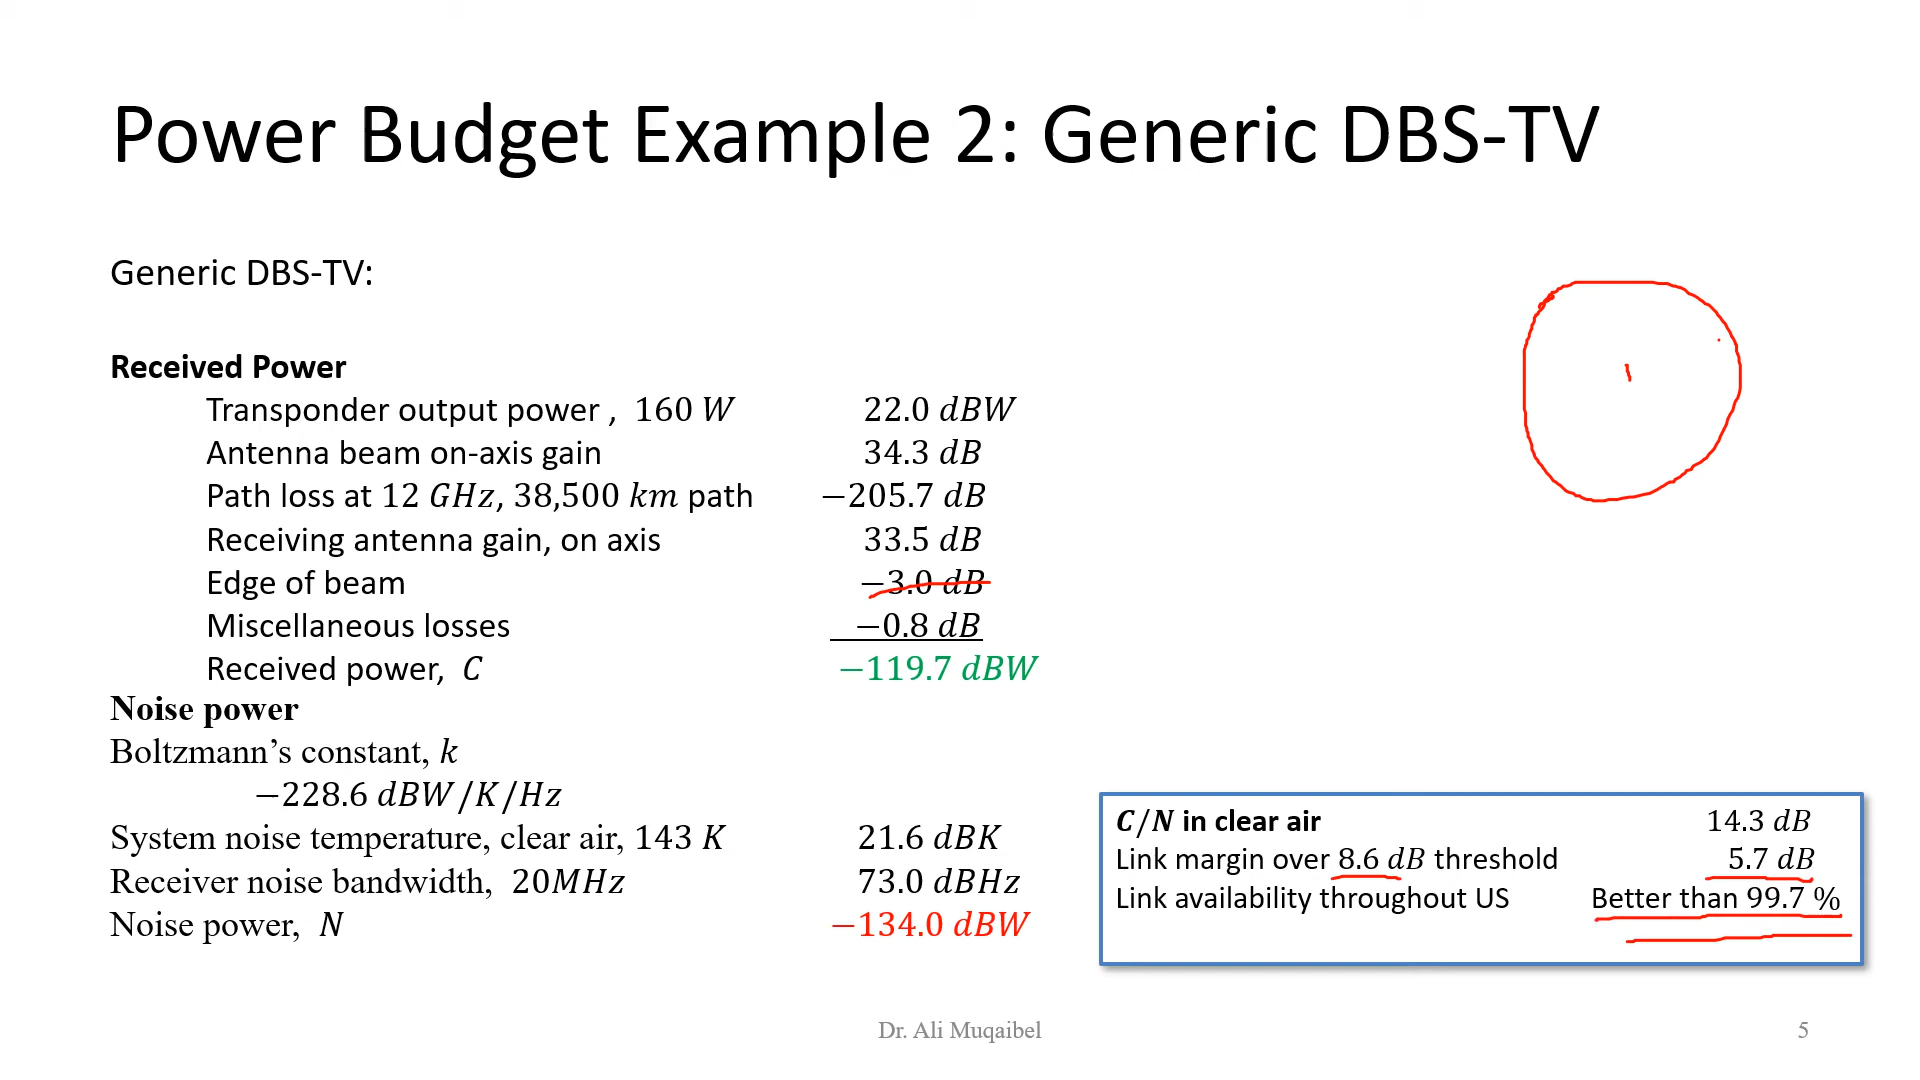 Power Budget Example 2: Generic DBS-TV
Generic DBS-TV:
Received Power
Transponder output power , 160 W 22.0 dBW
Antenna beam on-axis gain 34.3 dB
Path loss at 12 GHz, 38,500 km path −205.7 dB
Receiving antenna gain, on axis 33.5 dB
Edge of beam −3.0 dB
Miscellaneous losses −0.8 dB
Received power, C −119.7 dBW
Noise power
Boltzmann’s constant, k
−228.6 dBW/K/Hz
System noise temperature, clear air, 143 K 21.6 dBK
Receiver noise bandwidth, 20MHz 73.0 dBHz
Noise power, N −134.0 dBW
C/N in clear air 14.3 dB
Link margin over 8.6 dB threshold 5.7 dB
Link availability throughout US Better than 99.7 %
Dr. Ali Muqaibel
5